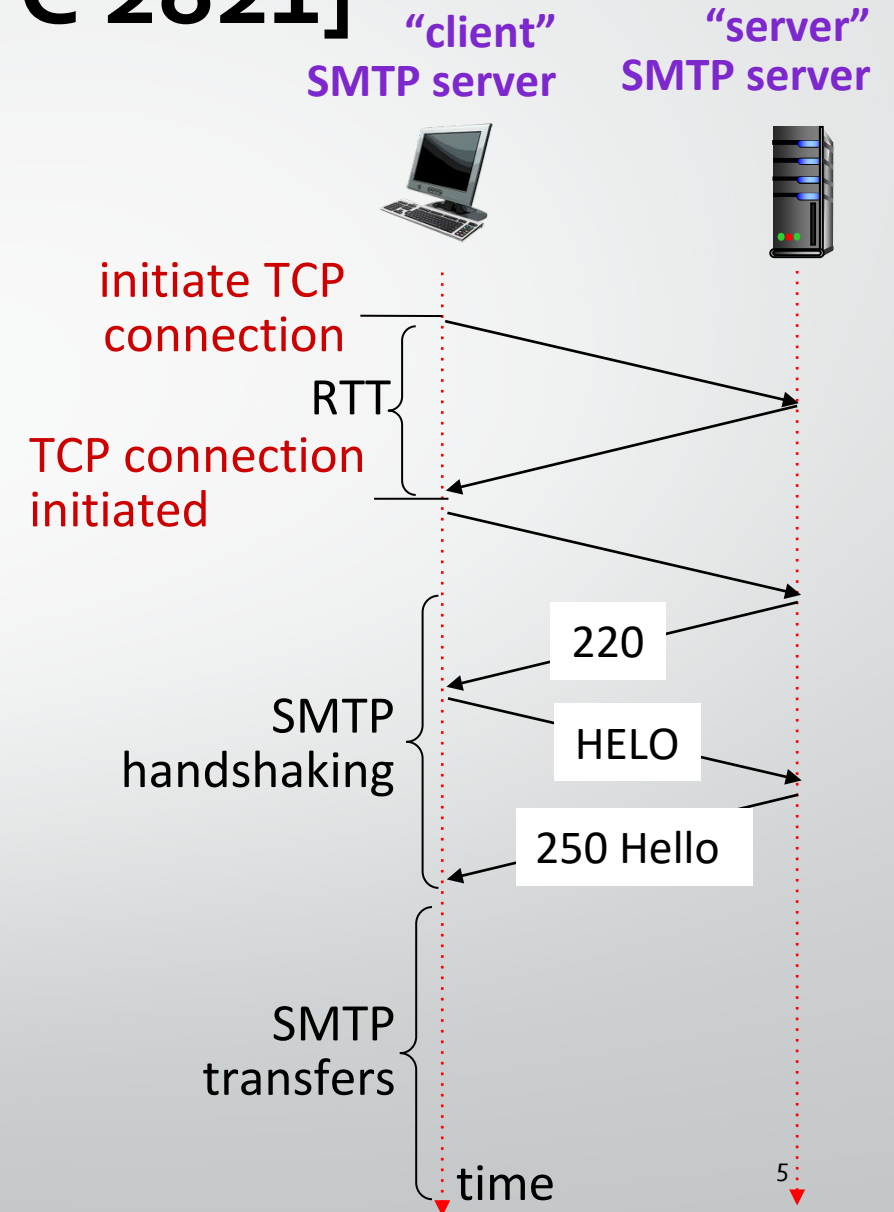 C 2821]
“client”
SMTP server
“server”
SMTP server
initiate TCP
connection
RTT
TCP connection
initiated
220
SMTP
handshaking
HELO
250 Hello
SMTP
transfers
time
5